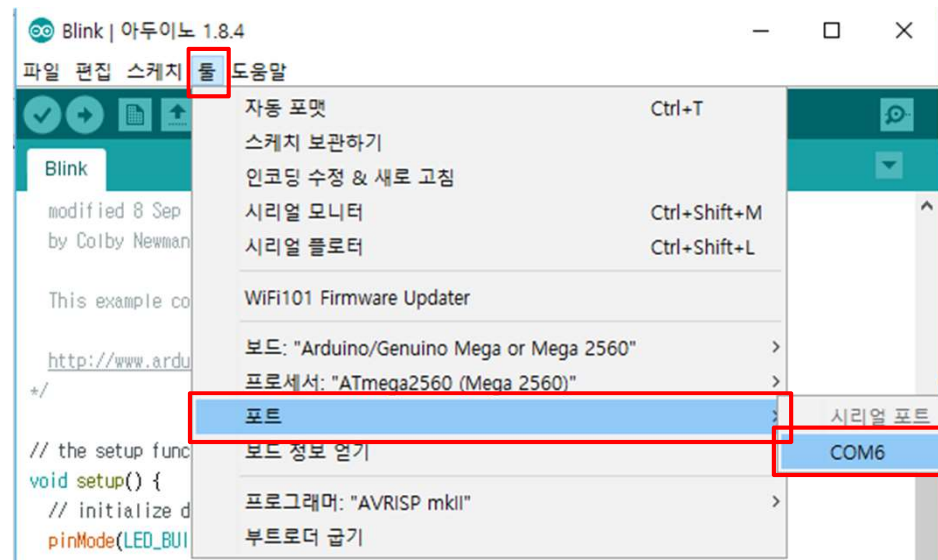 Blink | 아두이노 1.8.4
파일 편집 스케치 툴 도움말
자동 포맷 Ctrl+T
스케치 보관하기
Blink
인코딩 수정 & 새로 고침
modified 8 Sep
시리얼 모니터 Ctrl+Shift+M
by Colby Newman
시리얼 플로터 Ctrl+Shift+L
This example co
WiFi101 Firmware Updater
http://www.ardu
보드: "Arduino/Genuino Mega or Mega 2560"
*/
프로세서: "ATmega2560 (Mega 2560)"
포트
시리얼 포트
// the setup func
보드 정보 얻기
COM6
void setup() {
// initialize d
프로그래머: "AVRISP mkII"
pinMode(LED_BUI
부트로더 굽기